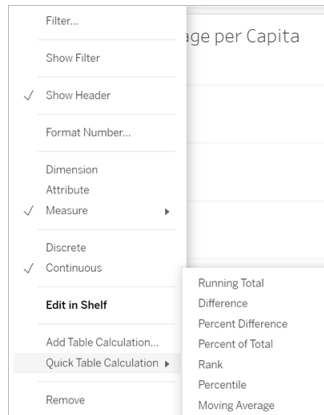 Filter...
age per Capita
Show Filter
Show Header
Format Number...
Dimension
Attribute
Measure
Discrete
Continuous
Edit in Shelf
Add Table Calculation...
Quick Table Calculation
Remove
Running Total
Difference
Percent Difference
Percent of Total
Rank
Percentile
Moving Average